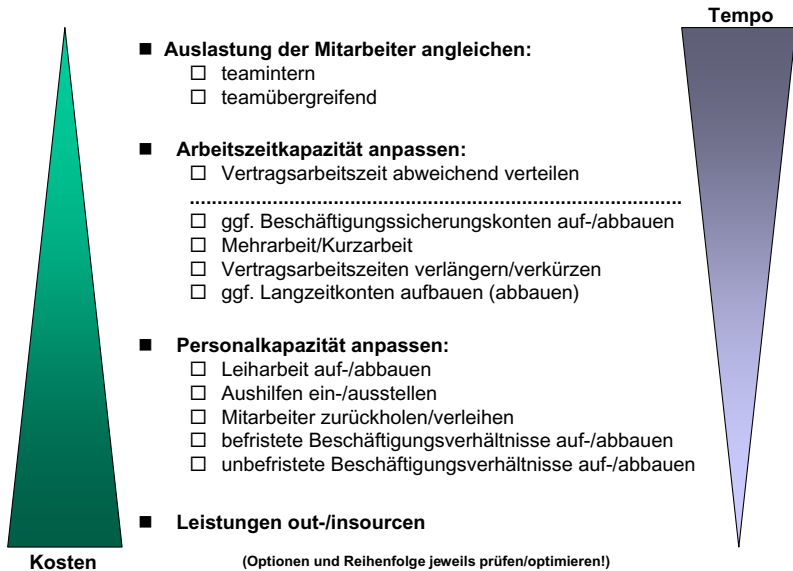 Tempo
■ Auslastung der Mitarbeiter angleichen:
☐ teamintern
☐ teamübergreifend
■ Arbeitszeitkapazität anpassen:
☐ Vertragsarbeitszeit abweichend verteilen
..........................................................................................
☐ ggf. Beschäftigungssicherungskonten auf-/abbauen
☐ Mehrarbeit/Kurzarbeit
☐ Vertragsarbeitszeiten verlängern/verkürzen
☐ ggf. Langzeitkonten aufbauen (abbauen)
■ Personalkapazität anpassen:
☐ Leiharbeit auf-/abbauen
☐ Aushilfen ein-/ausstellen
☐ Mitarbeiter zurückholen/verleihen
☐ befristete Beschäftigungsverhältnisse auf-/abbauen
☐ unbefristete Beschäftigungsverhältnisse auf-/abbauen
■ Leistungen out-/insourcen
Kosten
(Optionen und Reihenfolge jeweils prüfen/optimieren!)